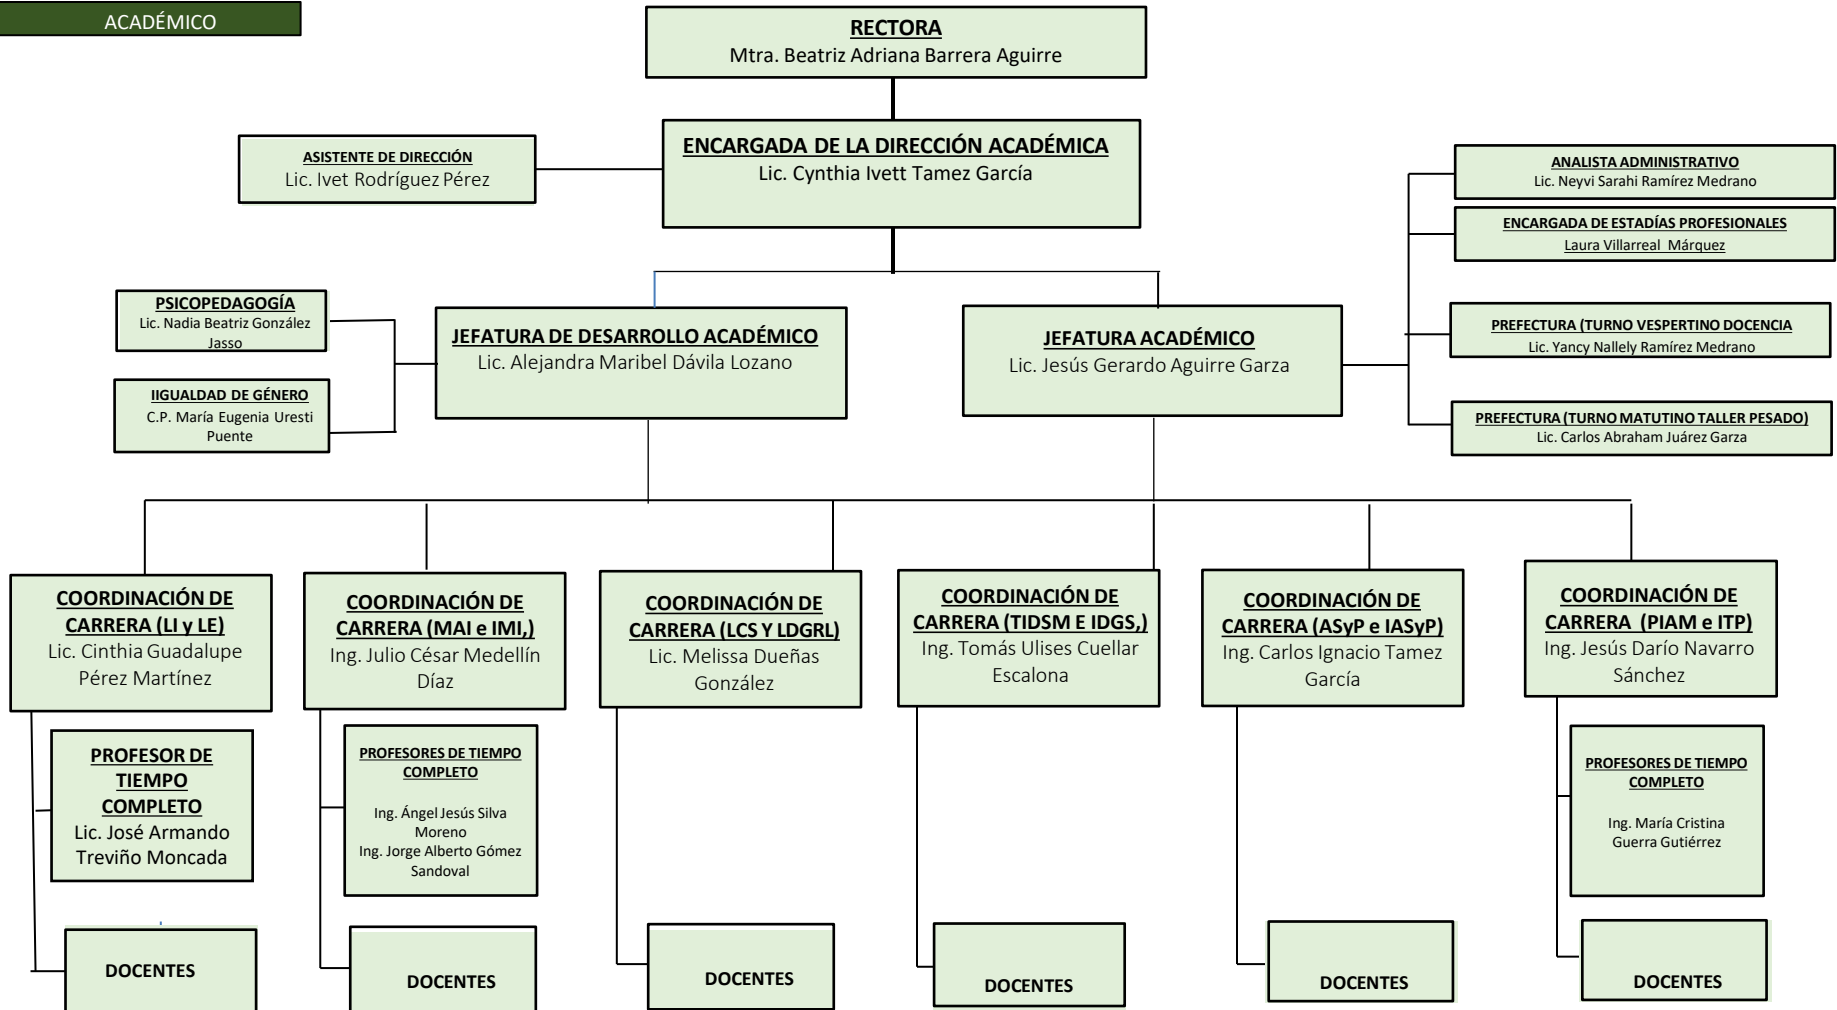 ACADÉMICO
RECTORA
Mtra. Beatriz Adriana Barrera Aguirre
ENCARGADA DE LA DIRECCIÓN ACADÉMICA
Lic. Cynthia Ivett Tamez García
ASISTENTE DE DIRECCIÓN
Lic. Ivet Rodríguez Pérez
ANALISTA ADMINISTRATIVO
Lic. Neyvi Sarahi Ramírez Medrano
ENCARGADA DE ESTADÍAS PROFESIONALES
Laura Villarreal Márquez
PREFECTURA (TURNO VESPERTINO DOCENCIA
Lic. Yancy Nallely Ramírez Medrano
PREFECTURA (TURNO MATUTINO TALLER PESADO)
Lic. Carlos Abraham Juárez Garza
PSICOPEDAGOGÍA
Lic. Nadia Beatriz González
Jasso
IIGUALDAD DE GÉNERO
C.P. María Eugenia Uresti
Puente
JEFATURA DE DESARROLLO ACADÉMICO
Lic. Alejandra Maribel Dávila Lozano
JEFATURA ACADÉMICO
Lic. Jesús Gerardo Aguirre Garza
COORDINACIÓN DE
CARRERA (LI y LE)
Lic. Cinthia Guadalupe
Pérez Martínez
COORDINACIÓN DE
CARRERA (MAI e IMI,)
Ing. Julio César Medellín
Díaz
COORDINACIÓN DE
CARRERA (LCS Y LDGRL)
Lic. Melissa Dueñas
González
COORDINACIÓN DE
CARRERA (TIDSM E IDGS,)
Ing. Tomás Ulises Cuellar
Escalona
COORDINACIÓN DE
CARRERA (ASyP e IASyP)
Ing. Carlos Ignacio Tamez
García
COORDINACIÓN DE
CARRERA (PIAM e ITP)
Ing. Jesús Darío Navarro
Sánchez
PROFESOR DE
TIEMPO
COMPLETO
Lic. José Armando
Treviño Moncada
PROFESORES DE TIEMPO
COMPLETO
Ing. Ángel Jesús Silva
Moreno
Ing. Jorge Alberto Gómez
Sandoval
PROFESORES DE TIEMPO
COMPLETO
Ing. María Cristina
Guerra Gutiérrez
DOCENTES
DOCENTES
DOCENTES
DOCENTES
DOCENTES
DOCENTES